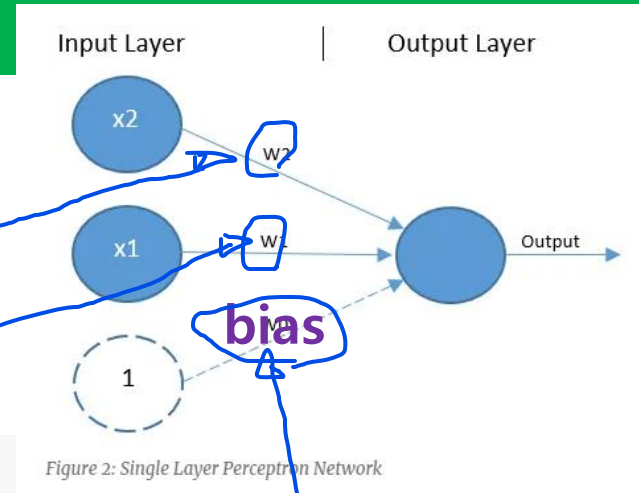 Input Layer | Output Layer
x2
W2
x1
W1
Output
bias
1
Figure 2: Single Layer Perceptron Network